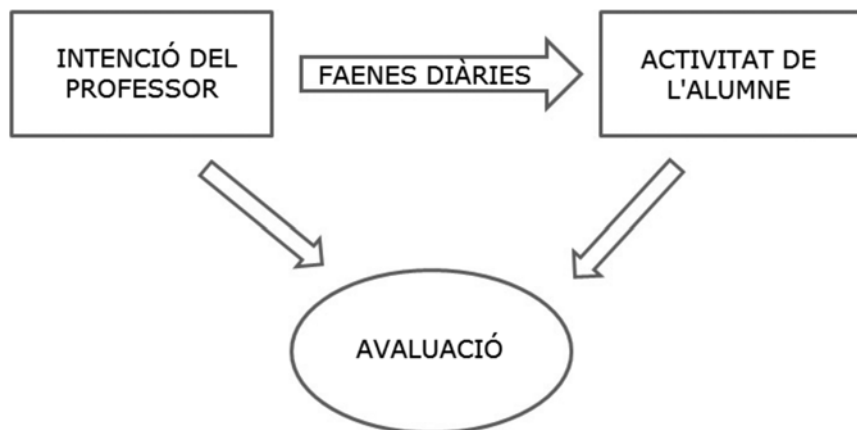 INTENCIÓ DEL
PROFESSOR
FAENES DIÀRIES
ACTIVITAT DE
L'ALUMNE
AVALUACIÓ